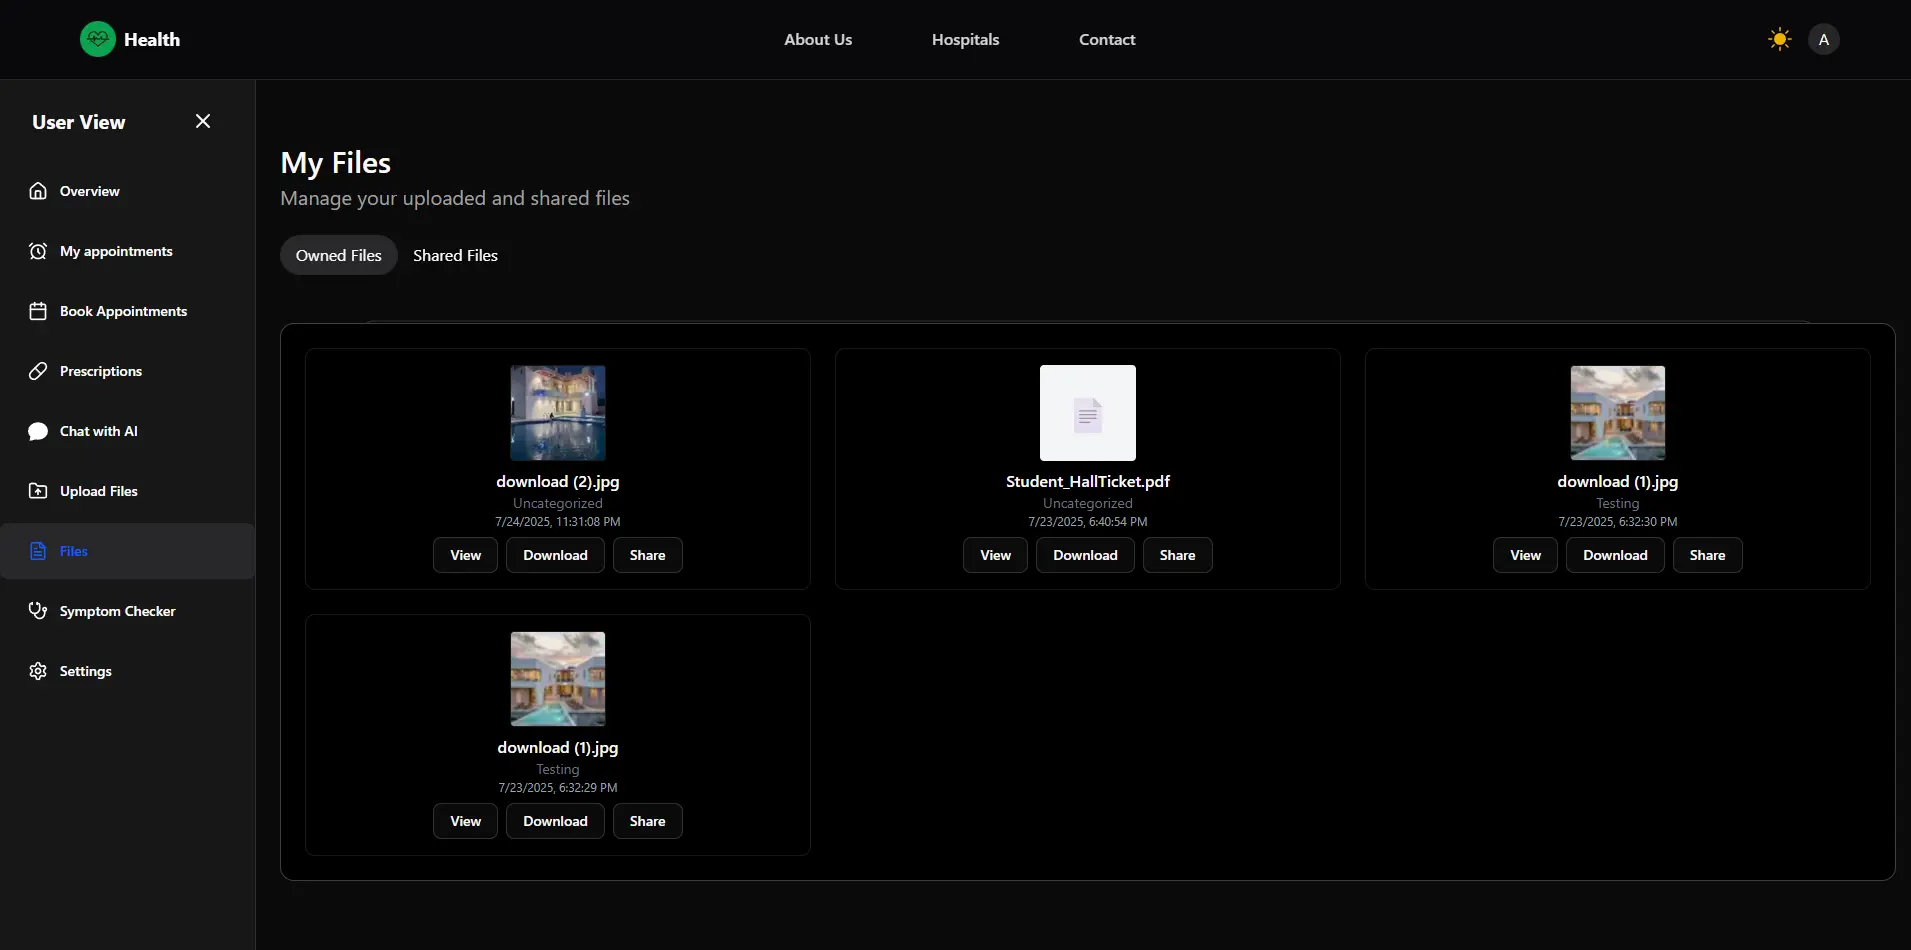 Health
About Us
Hospitals
Contact
A
User View
Overview
My appointments
Book Appointments
Prescriptions
Chat with AI
Upload Files
Files
Symptom Checker
Settings
My Files
Manage your uploaded and shared files
Owned Files
Shared Files
download (2).jpg
Uncategorized
7/24/2025, 11:31:08 PM
View
Download
Share
Student_HallTicket.pdf
Uncategorized
7/23/2025, 6:40:54 PM
View
Download
Share
download (1).jpg
Testing
7/23/2025, 6:32:30 PM
View
Download
Share
download (1).jpg
Testing
7/23/2025, 6:32:29 PM
View
Download
Share